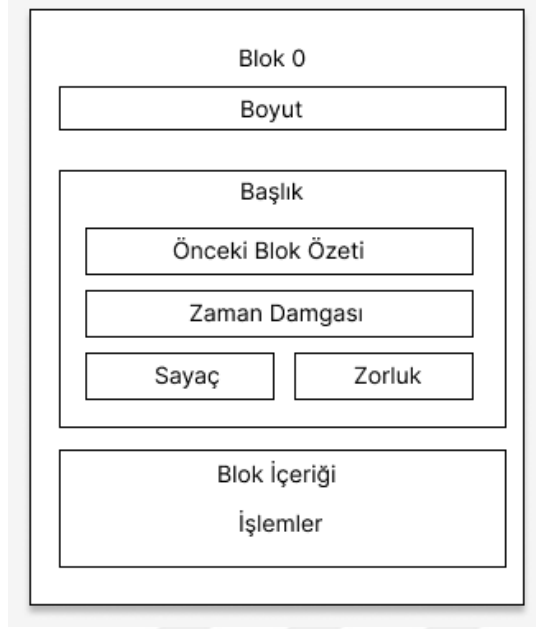 Blok 0
Boyut
Başlık
Önceki Blok Özeti
Zaman Damgası
Sayaç
Zorluk
Blok İçeriği
İşlemler